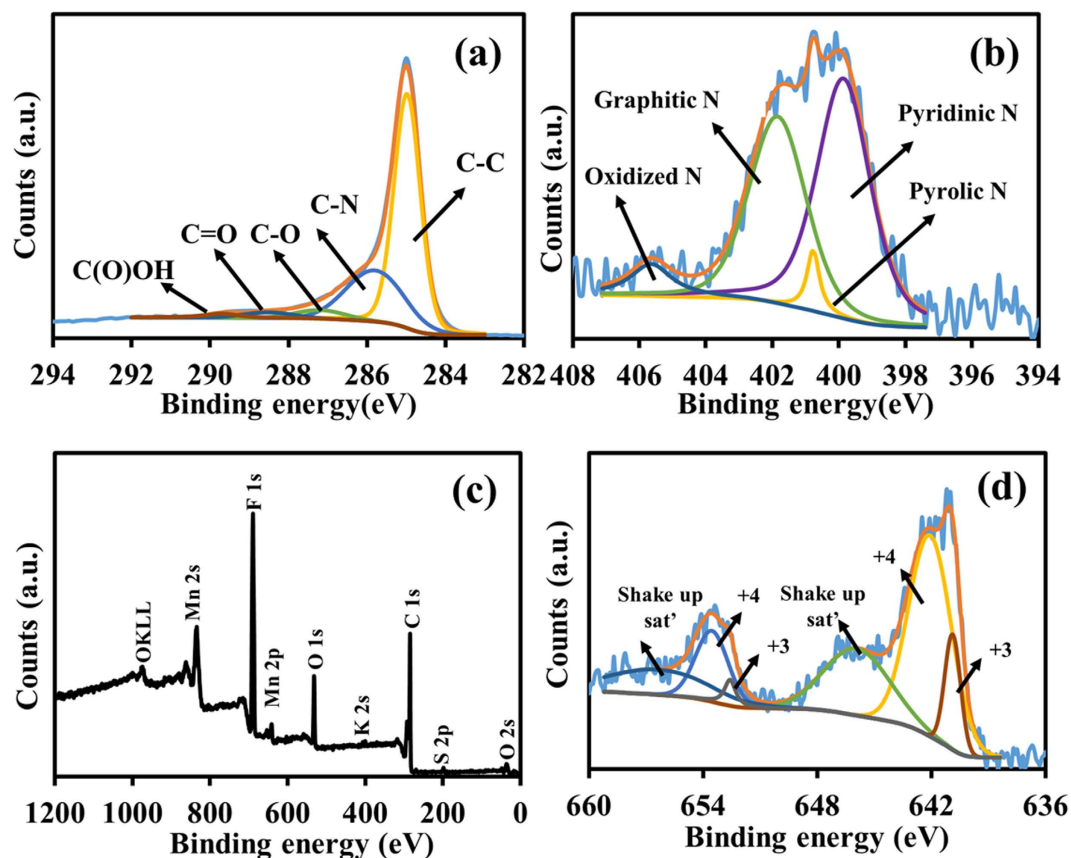 (a)
Counts (a.u.)
C-C
C-N
C=O
C-O
C(O)OH
294
292
290
288
286
284
282
Binding energy(eV)
(b)
Counts (a.u.)
Graphitic N
Pyridinic N
Oxidized N
Pyrolic N
408
406
404
402
400
398
396
394
Binding energy(eV)
(c)
Counts (a.u.)
OKLL
Mn 2s
F 1s
Mn 2p
O 1s
K 2s
C 1s
S 2p
O 2s
1200
1000
800
600
400
200
0
Binding energy (eV)
(d)
Counts (a.u.)
Shake up
sat’
+4
+3
Shake up
sat’
+4
+3
660
654
648
642
636
Binding energy (eV)